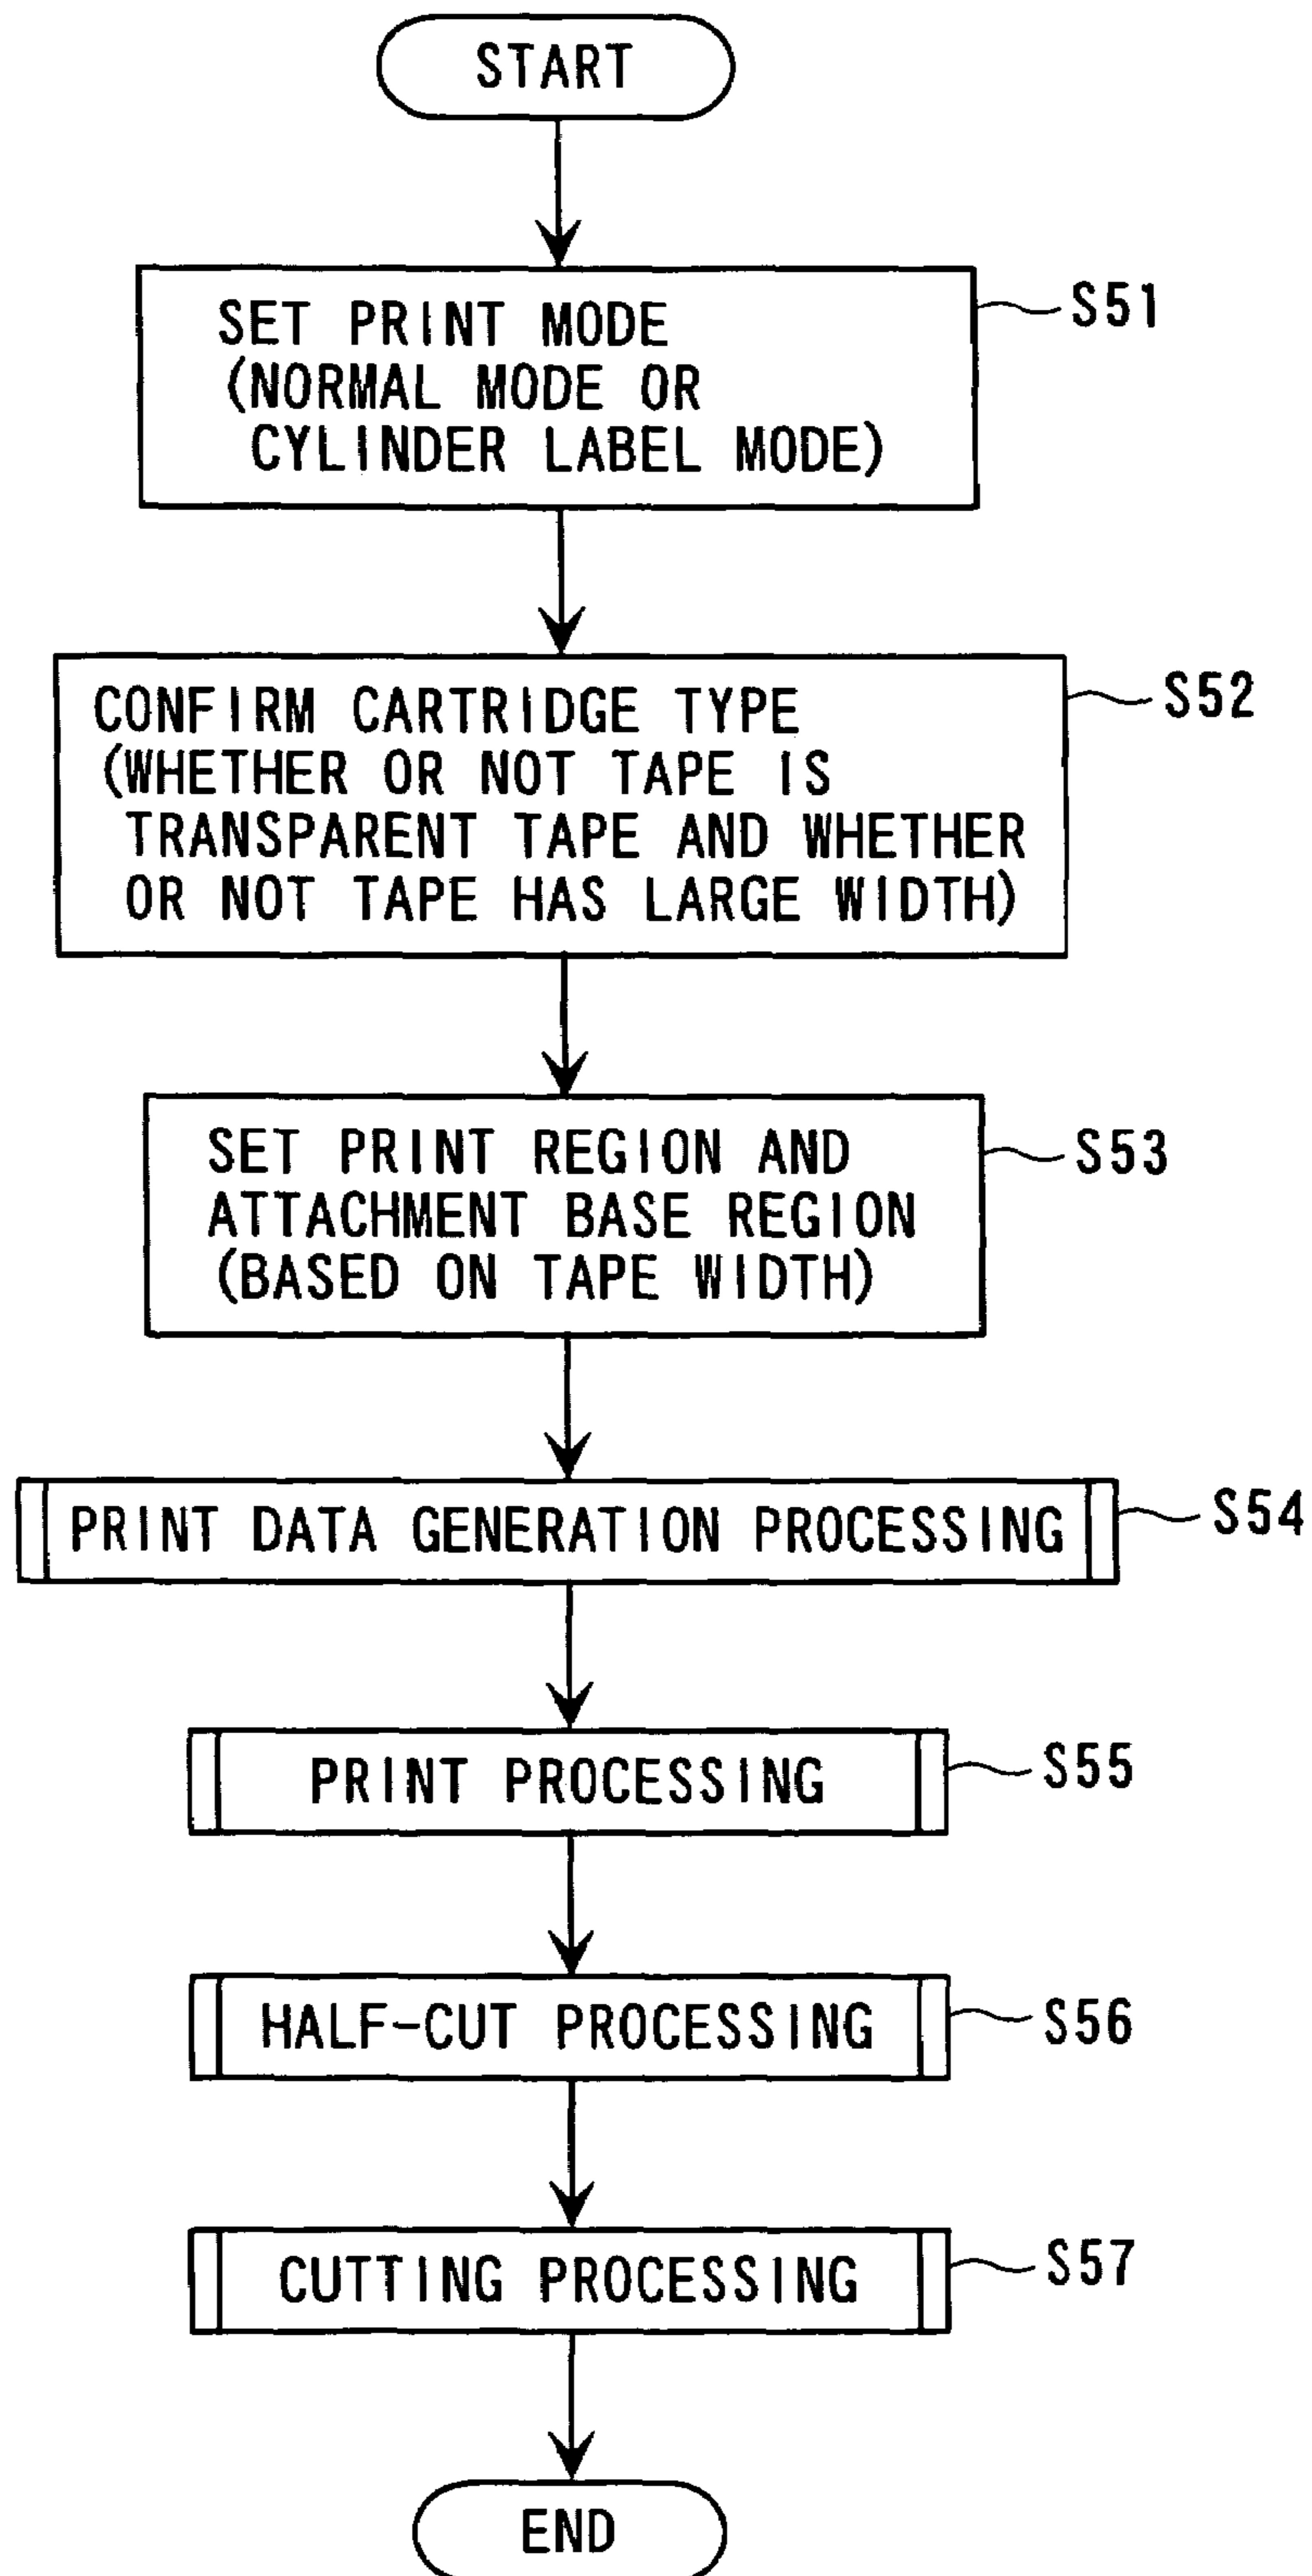 START
SET PRINT MODE
(NORMAL MODE OR
CYLINDER LABEL MODE)
S51
CONFIRM CARTRIDGE TYPE
(WHETHER OR NOT TAPE IS
TRANSPARENT TAPE AND WHETHER
OR NOT TAPE HAS LARGE WIDTH)
S52
SET PRINT REGION AND
ATTACHMENT BASE REGION
(BASED ON TAPE WIDTH)
S53
PRINT DATA GENERATION PROCESSING
S54
PRINT PROCESSING
S55
HALF-CUT PROCESSING
S56
CUTTING PROCESSING
S57
END